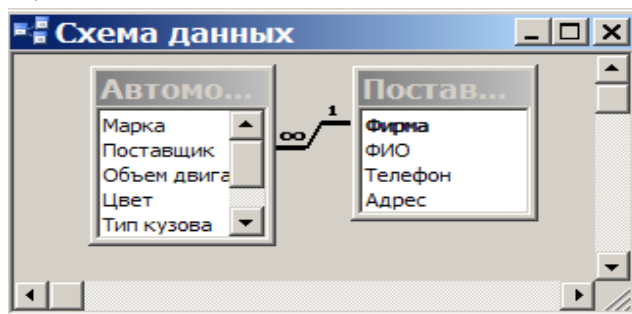 Схема данных
Автомо...
Марка
Поставщик
Объем двига
Цвет
Тип кузова
∞
1
Постав...
Фирма
ФИО
Телефон
Адрес